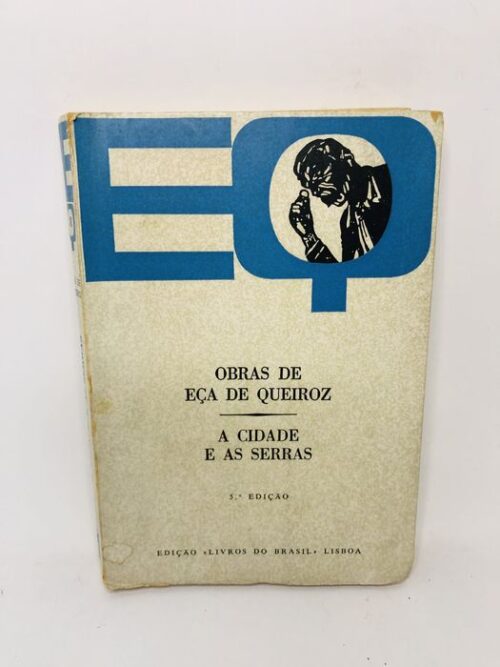 EQ
OBRAS DE
EÇA DE QUEIROZ
A CIDADE
E AS SERRAS
5.ª EDIÇÃO
EDIÇÃO «LIVROS DO BRASIL» LISBOA